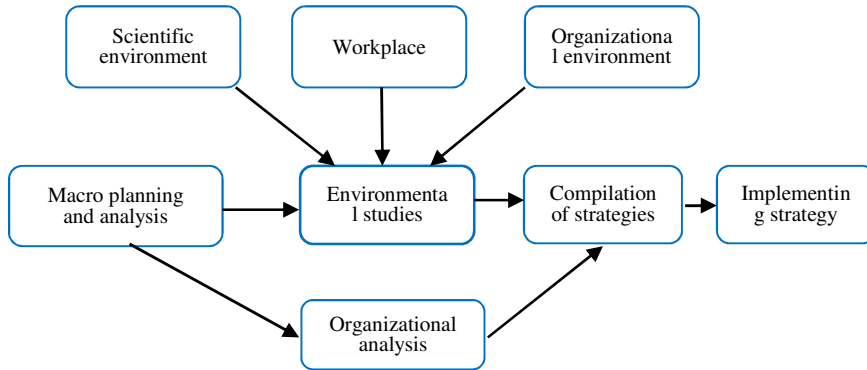 Scientific
environment
Workplace
Organizationa
l environment
Macro planning
and analysis
Environmenta
l studies
Compilation
of strategies
Implementin
g strategy
Organizational
analysis